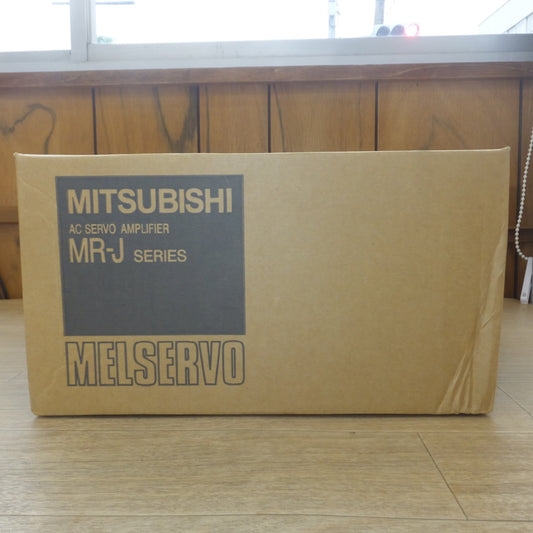 MITSUBISHI
AC SERVO AMPLIFIER
MR-J SERIES
MELSERVO